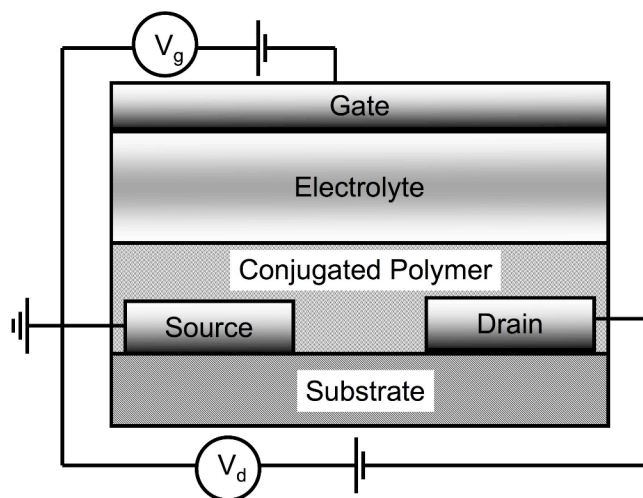 Vg
Gate
Electrolyte
Conjugated Polymer
Source
Drain
Substrate
Vd